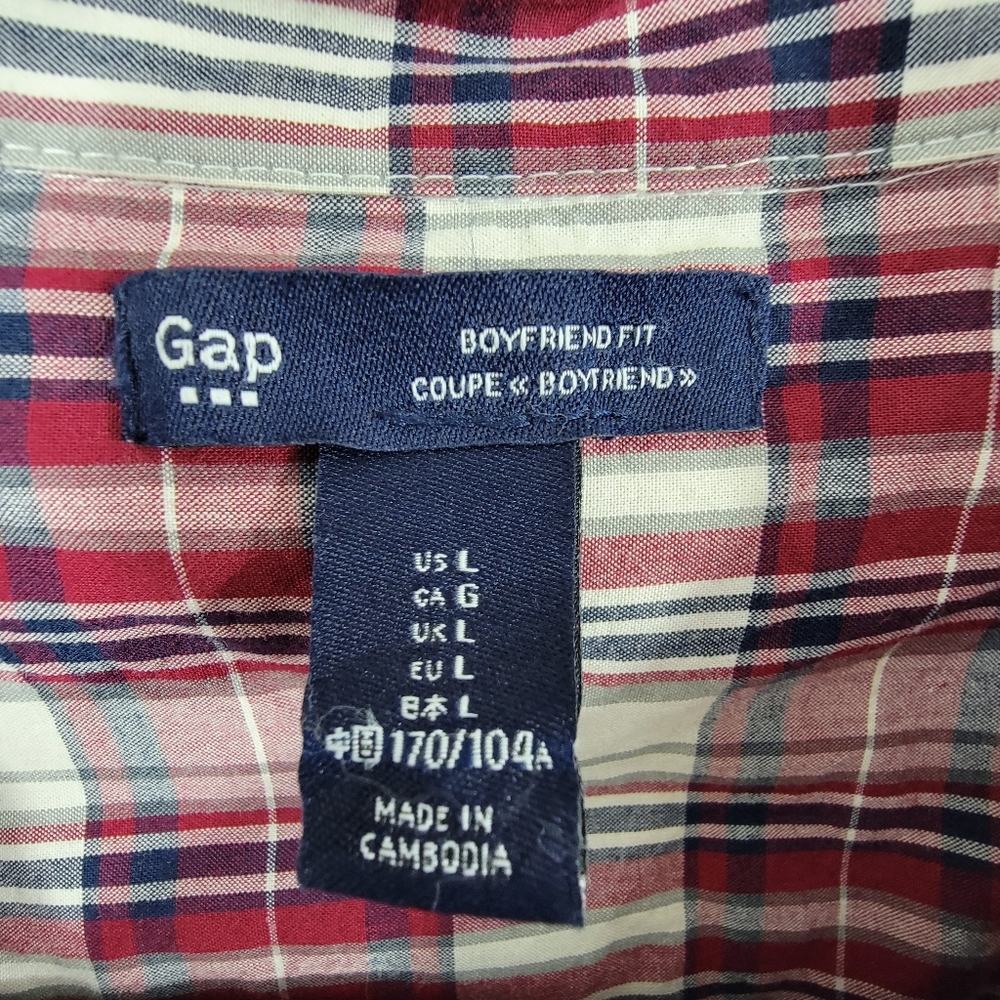 Gap
BOYFRIEND FIT
COUPE « BOYFRIEND »
US L
CA G
UK L
EU L
日本 L
中国 170/104A
MADE IN
CAMBODIA